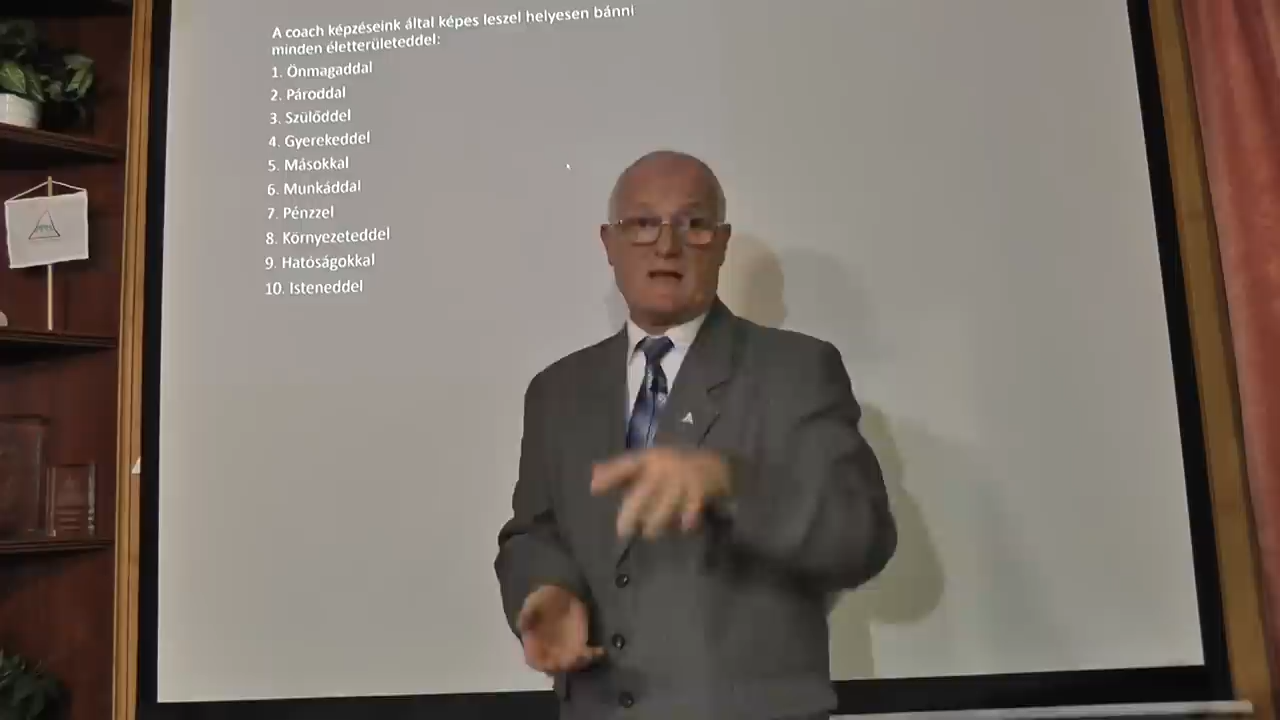 A coach képzéseink által képes leszel helyesen bánni
minden életterületeddel:
1. Önmagaddal
2. Pároddal
3. Szülőddel
4. Gyerekeddel
5. Másokkal
6. Munkáddal
7. Pénzzel
8. Környezeteddel
9. Hatóságokkal
10. Isteneddel